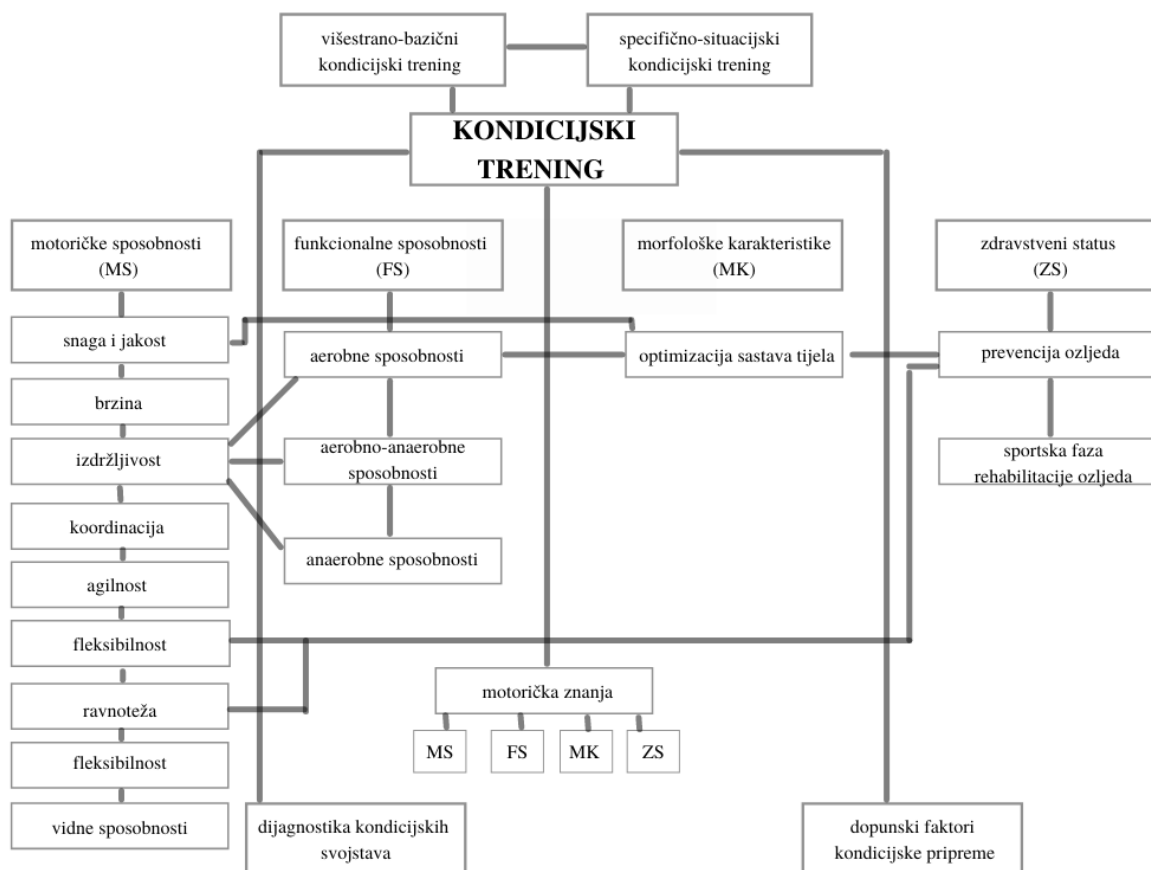 višestrano-bazični
kondicijski trening
specifično-situacijski
kondicijski trening
KONDICIJSKI
TRENING
motoričke sposobnosti
(MS)
funkcionalne sposobnosti
(FS)
morfološke karakteristike
(MK)
zdravstveni status
(ZS)
snaga i jakost
aerobne sposobnosti
optimizacija sastava tijela
prevencija ozljeda
brzina
izdržljivost
aerobno-anaerobne
sposobnosti
sportska faza
rehabilitacije ozljeda
koordinacija
anaerobne sposobnosti
agilnost
fleksibilnost
ravnoteža
motorička znanja
MS
FS
MK
ZS
fleksibilnost
vidne sposobnosti
dijagnostika kondicijskih
svojstava
dopunski faktori
kondicijske pripreme